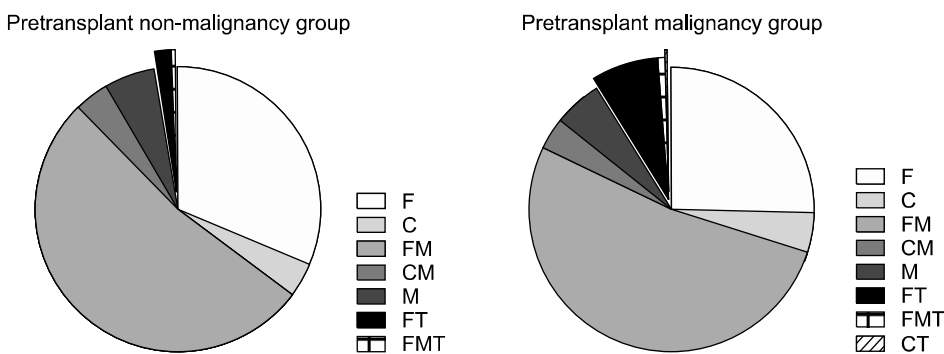 Pretransplant non-malignancy group
F
C
FM
CM
M
FT
FMT
Pretransplant malignancy group
F
C
FM
CM
M
FT
FMT
CT